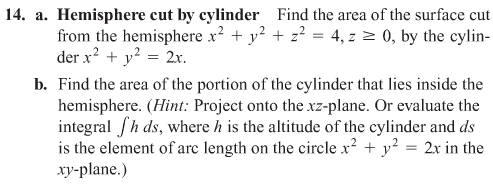 14. a. Hemisphere cut by cylinder Find the area of the surface cut
from the hemisphere x² + y² + z² = 4, z ≥ 0, by the cylin-
der x² + y² = 2x.
b. Find the area of the portion of the cylinder that lies inside the
hemisphere. (Hint: Project onto the xz-plane. Or evaluate the
integral ∫h ds, where h is the altitude of the cylinder and ds
is the element of arc length on the circle x² + y² = 2x in the
xy-plane.)